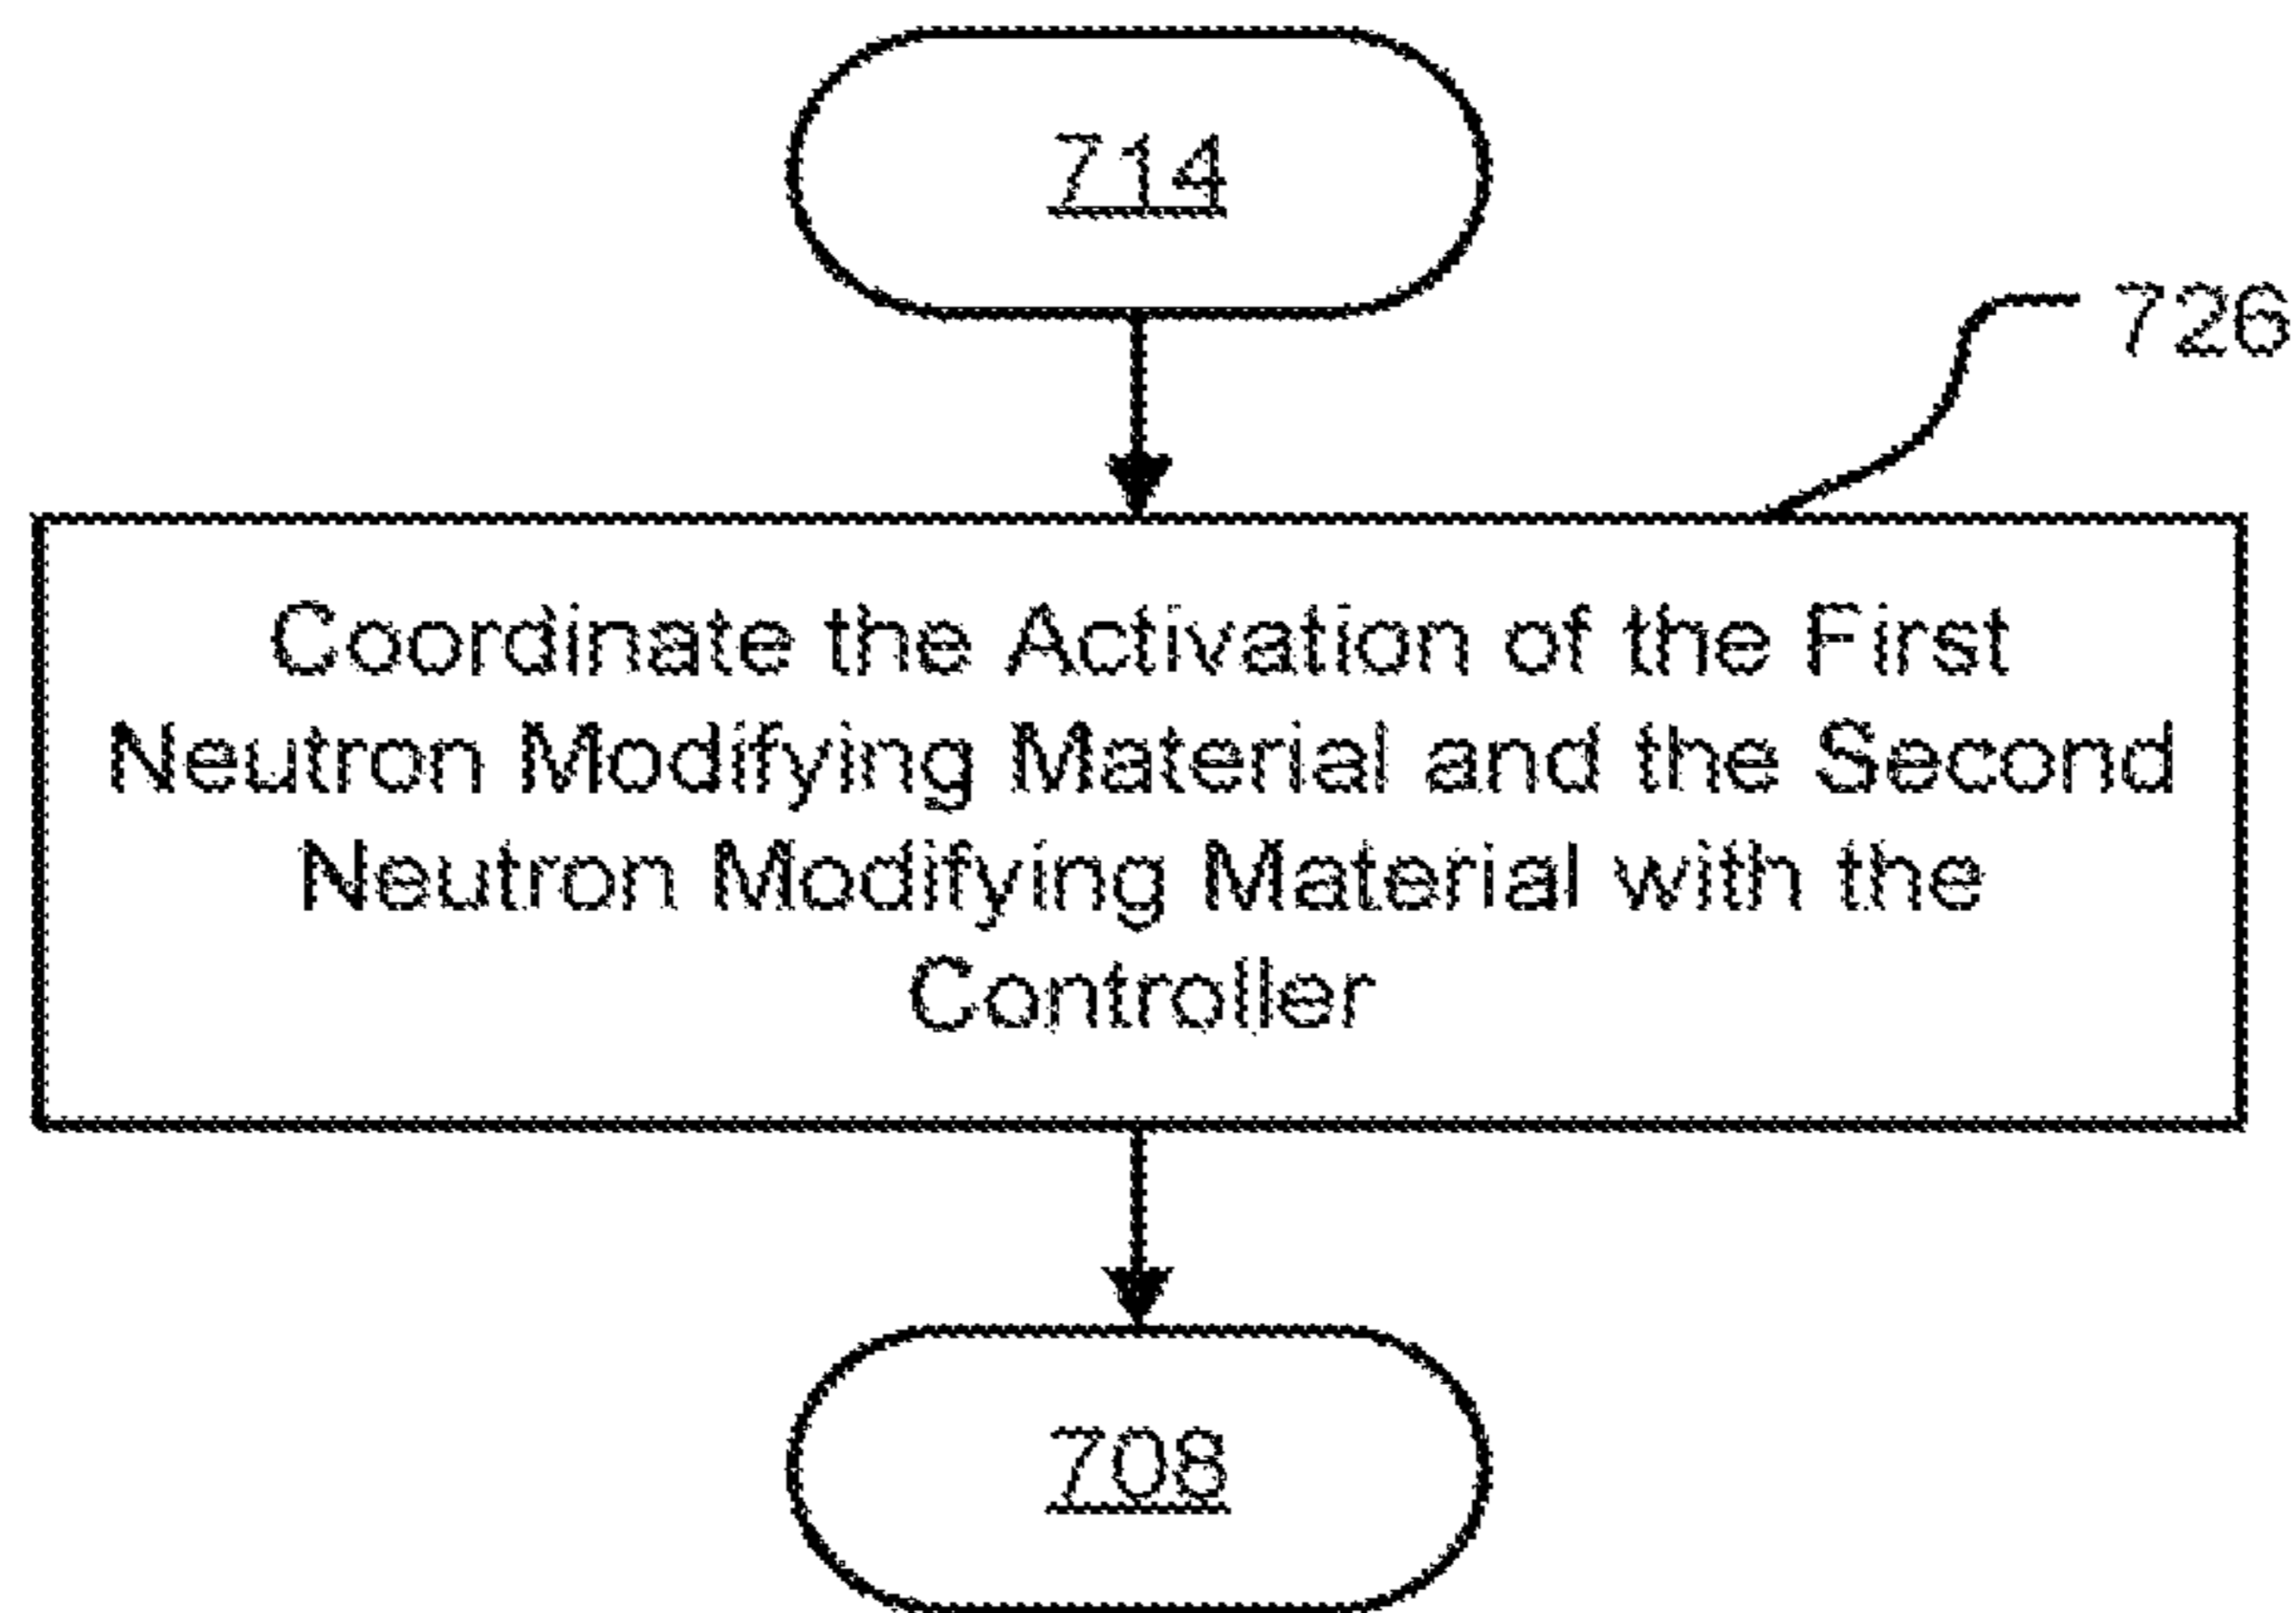 714
726
Coordinate the Activation of the First
Neutron Modifying Material and the Second
Neutron Modifying Material with the
Controller
708